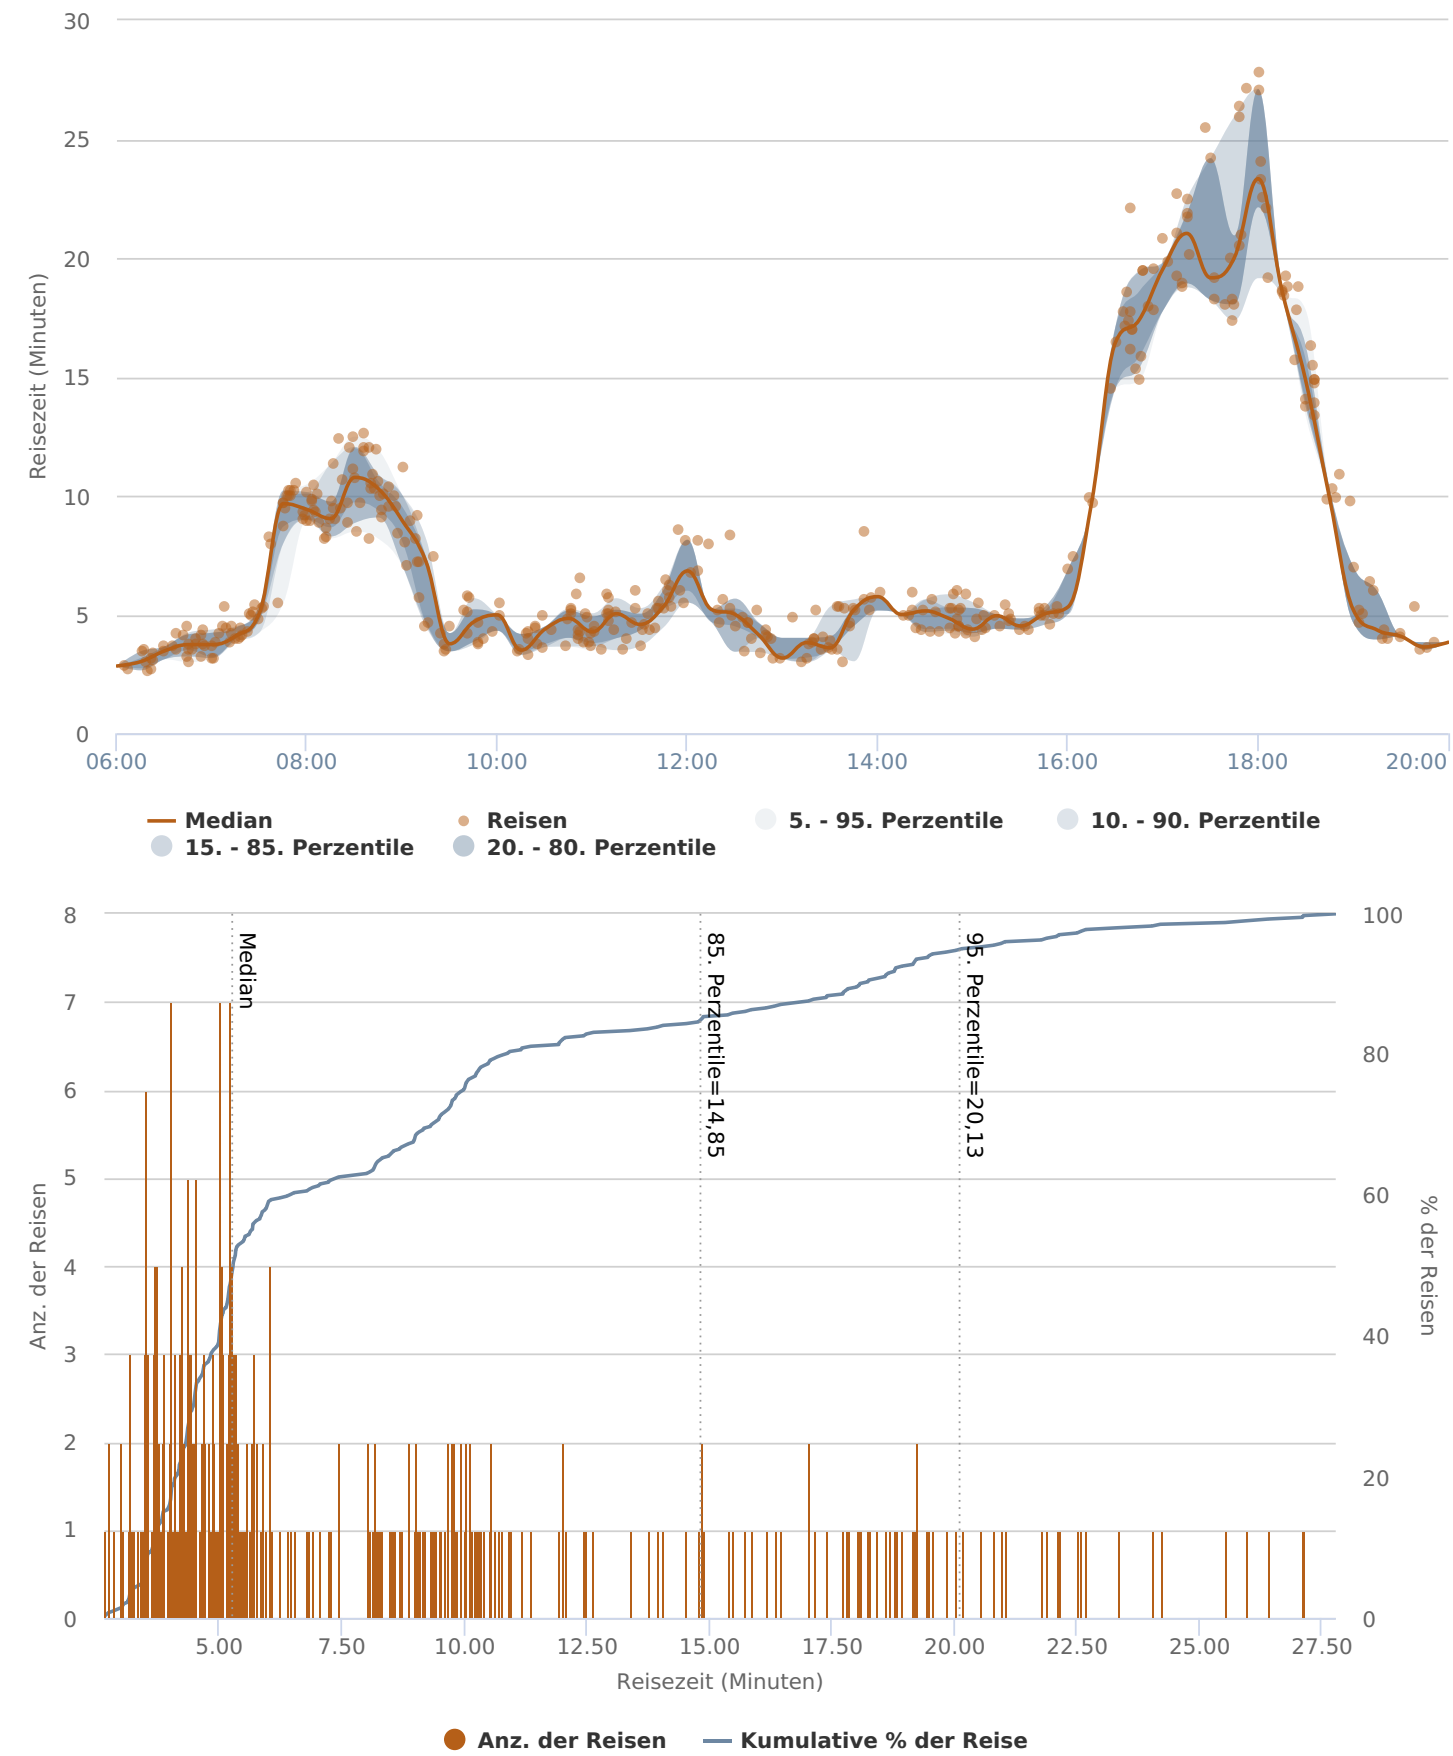 30
25
20
15
10
5
0
Reisezeit (Minuten)
06:00 08:00 10:00 12:00 14:00 16:00 18:00 20:00
Median Reisen 5. - 95. Perzentile 10. - 90. Perzentile
15. - 85. Perzentile 20. - 80. Perzentile
8
7
6
5
4
3
2
1
0
Anz. der Reisen
Median
85. Perzentile=14,85
95. Perzentile=20,13
100
80
60
40
20
0
% der Reisen
5.00 7.50 10.00 12.50 15.00 17.50 20.00 22.50 25.00 27.50
Reisezeit (Minuten)
Anz. der Reisen Kumulative % der Reise